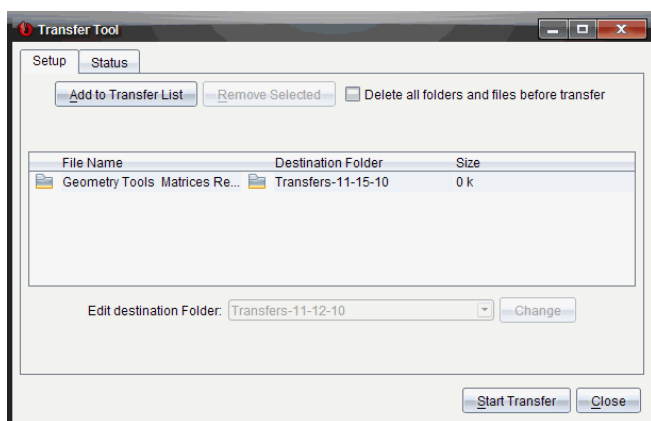 Transfer Tool
Setup Status
Add to Transfer List Remove Selected Delete all folders and files before transfer
File Name Destination Folder Size
Geometry Tools Matrices Re... Transfers-11-15-10 0 k
Edit destination Folder: Transfers-11-12-10 Change
Start Transfer Close